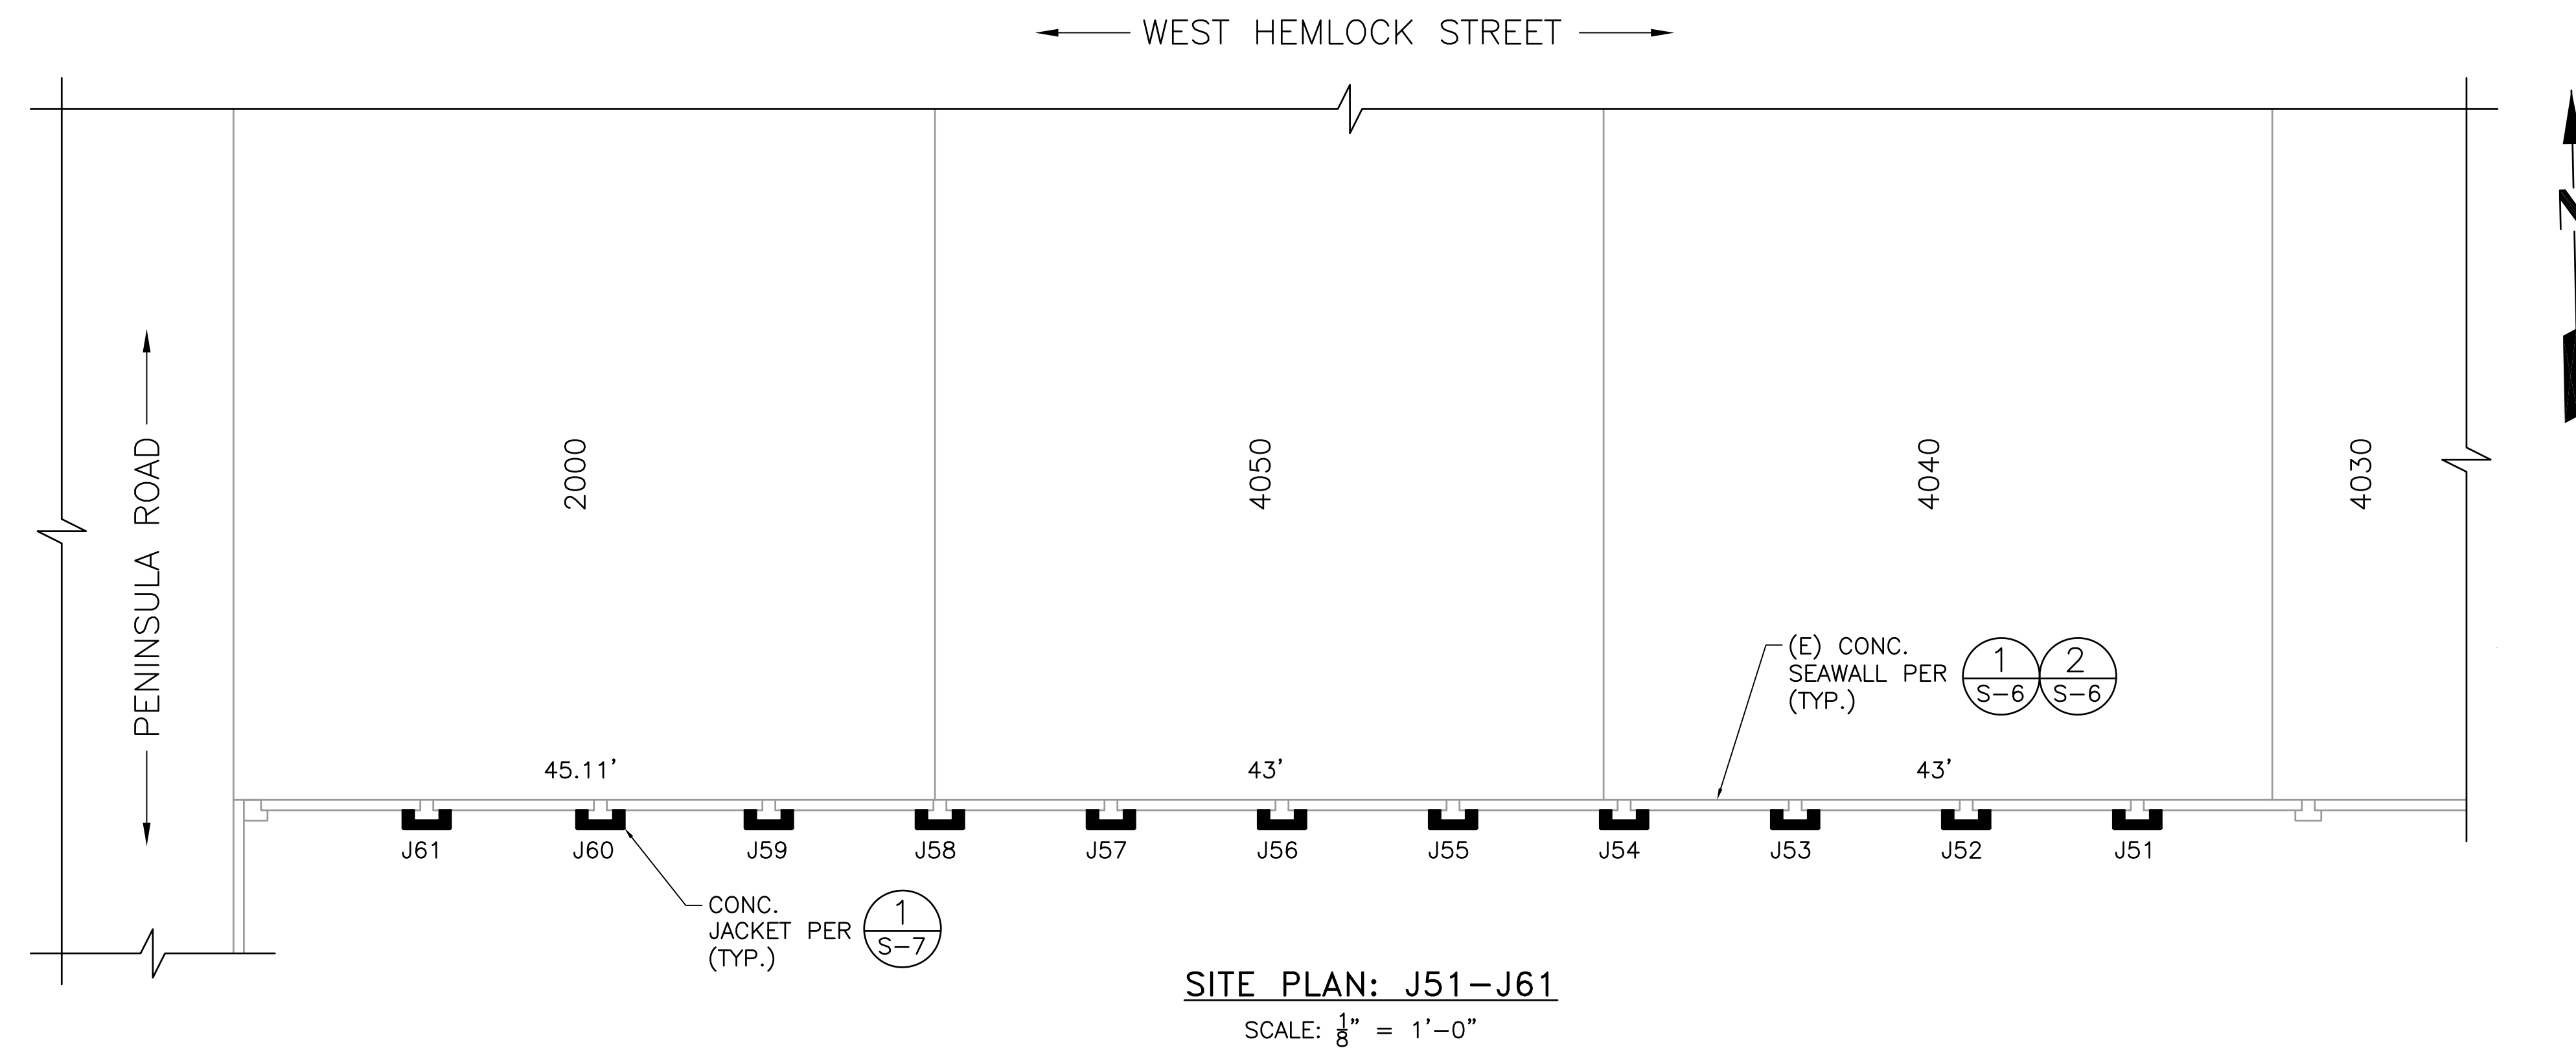 WEST HEMLOCK STREET
N
PENINSULA ROAD
2000
4050
4040
4030
(E) CONC.
SEAWALL PER
(TYP.)
1
S-6
2
S-6
45.11'
43'
43'
J61
J60
J59
J58
J57
J56
J55
J54
J53
J52
J51
CONC.
JACKET PER
(TYP.)
1
S-7
SITE PLAN: J51-J61
SCALE: 1/8" = 1'-0"